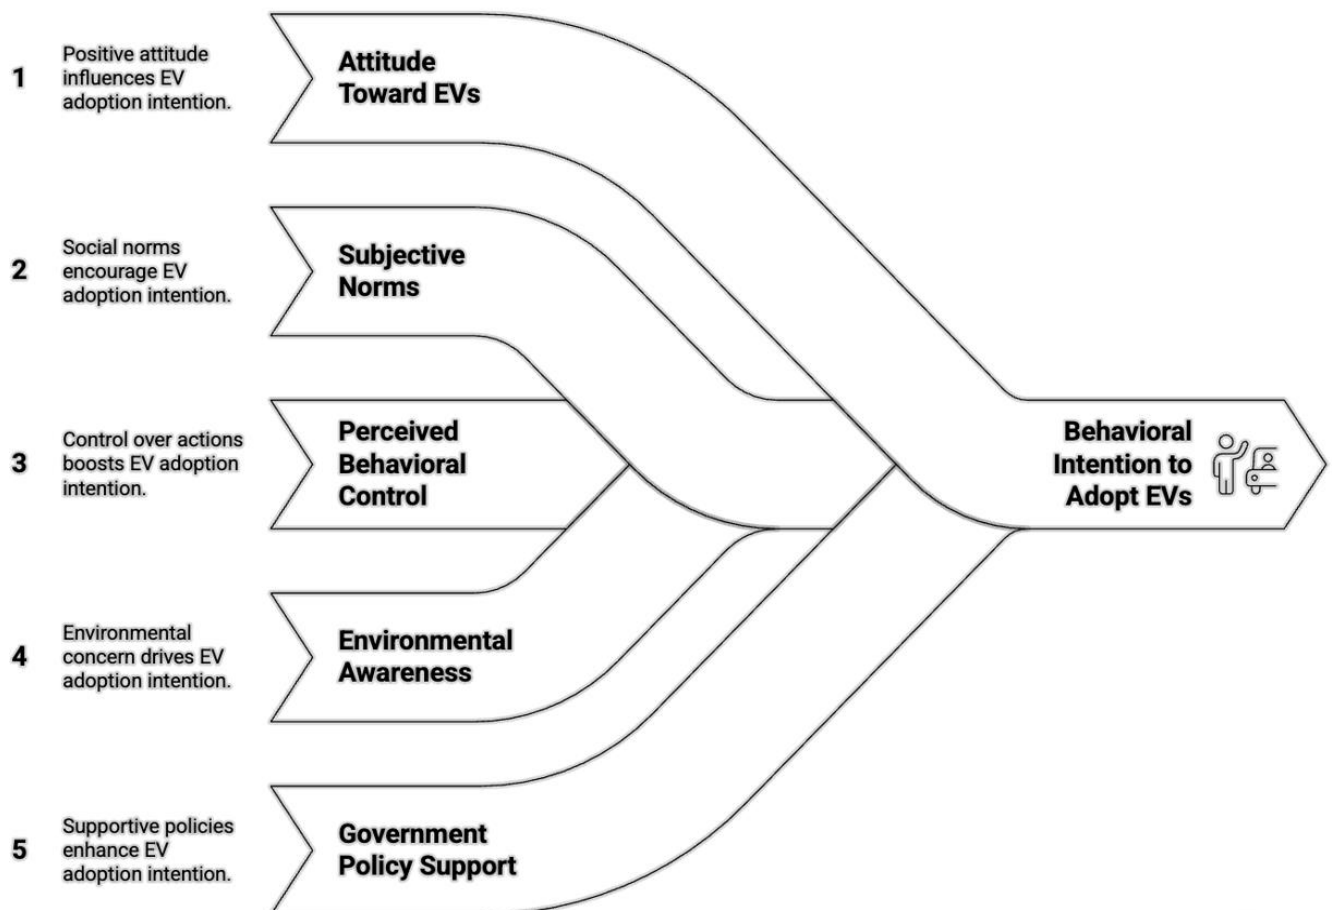 1
Positive attitude
influences EV
adoption intention.
Attitude
Toward EVs
2
Social norms
encourage EV
adoption intention.
Subjective
Norms
3
Control over actions
boosts EV adoption
intention.
Perceived
Behavioral
Control
Behavioral
Intention to
Adopt EVs
4
Environmental
concern drives EV
adoption intention.
Environmental
Awareness
5
Supportive policies
enhance EV
adoption intention.
Government
Policy Support